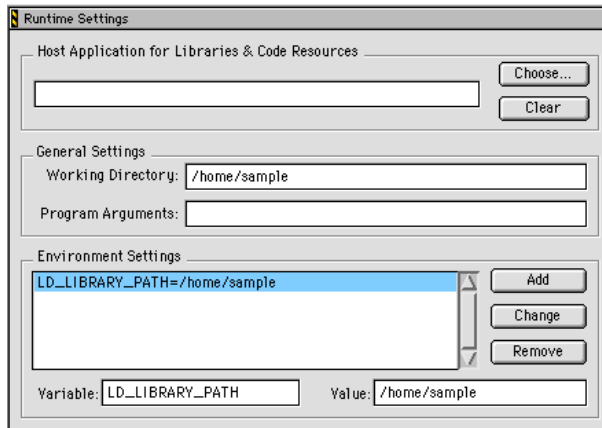 Runtime Settings
Host Application for Libraries & Code Resources
Choose...
Clear
General Settings
Working Directory: /home/sample
Program Arguments:
Environment Settings
LD_LIBRARY_PATH=/home/sample
Add
Change
Remove
Variable: LD_LIBRARY_PATH Value: /home/sample